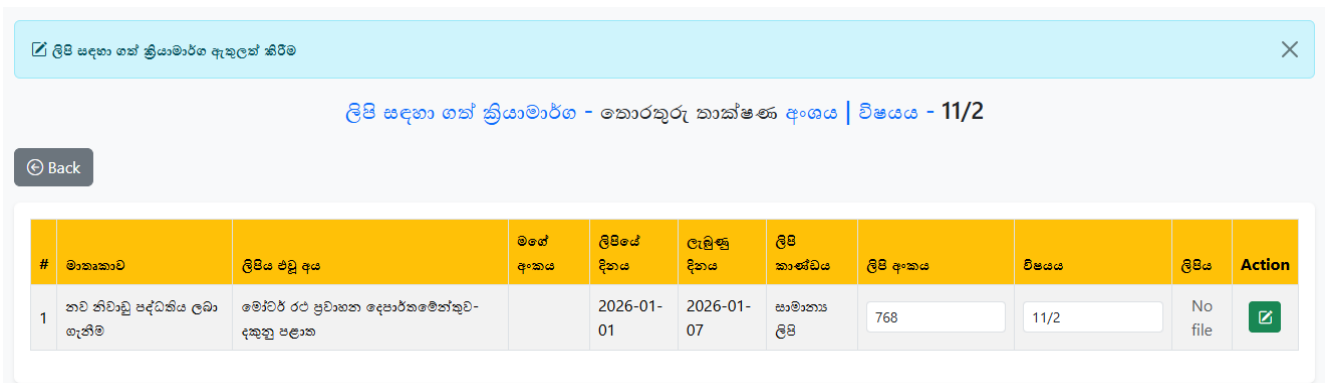 ලිපි සඳහා ගත් ක්‍රියාමාර්ග ඇතුලත් කිරීම
ලිපි සඳහා ගත් ක්‍රියාමාර්ග - තොරතුරු තාක්ෂණ අංශය | විෂයය - 11/2
Back
# මාතෘකාව ලිපිය එවූ අය මගේ අංකය ලිපියේ දිනය ලැබුණු දිනය ලිපි කාණ්ඩය ලිපි අංකය විෂයය ලිපිය Action
1 නව නිවාඩු පද්ධතිය ලබා ගැනීම මෝටර් රථ ප්‍රවාහන දෙපාර්තමේන්තුව-දකුනු පළාත 2026-01-01 2026-01-07 සාමාන්‍ය ලිපි 768 11/2 No file